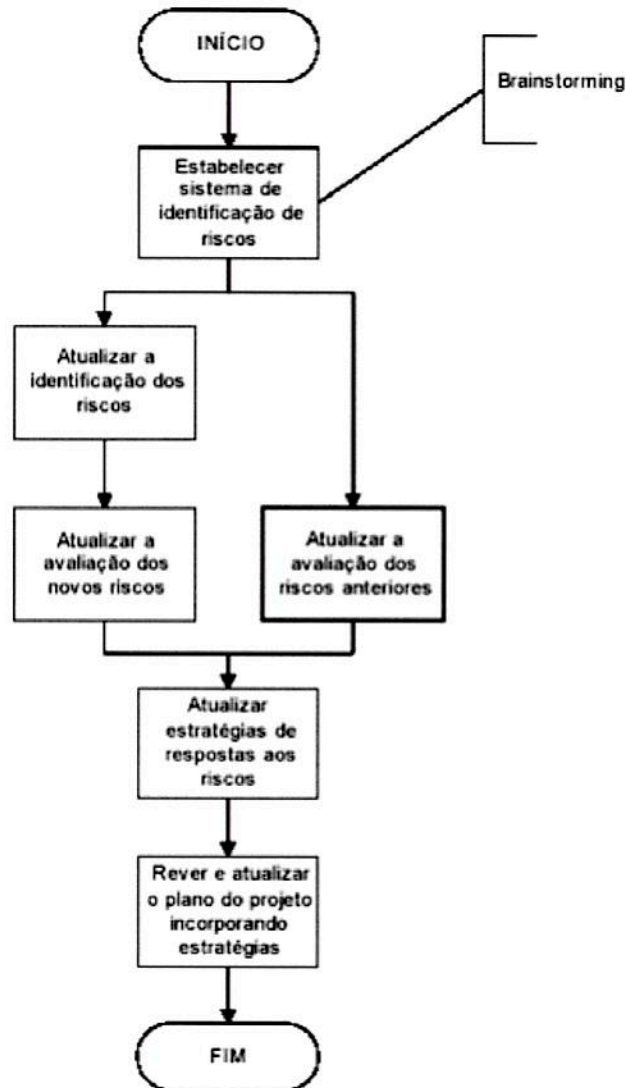 INÍCIO
Brainstorming
Estabelecer
sistema de
identificação de
riscos
Atualizar a
identificação dos
riscos
Atualizar a
avaliação dos
novos riscos
Atualizar a
avaliação dos
riscos anteriores
Atualizar
estratégias de
respostas aos
riscos
Rever e atualizar
o plano do projeto
incorporando
estratégias
FIM